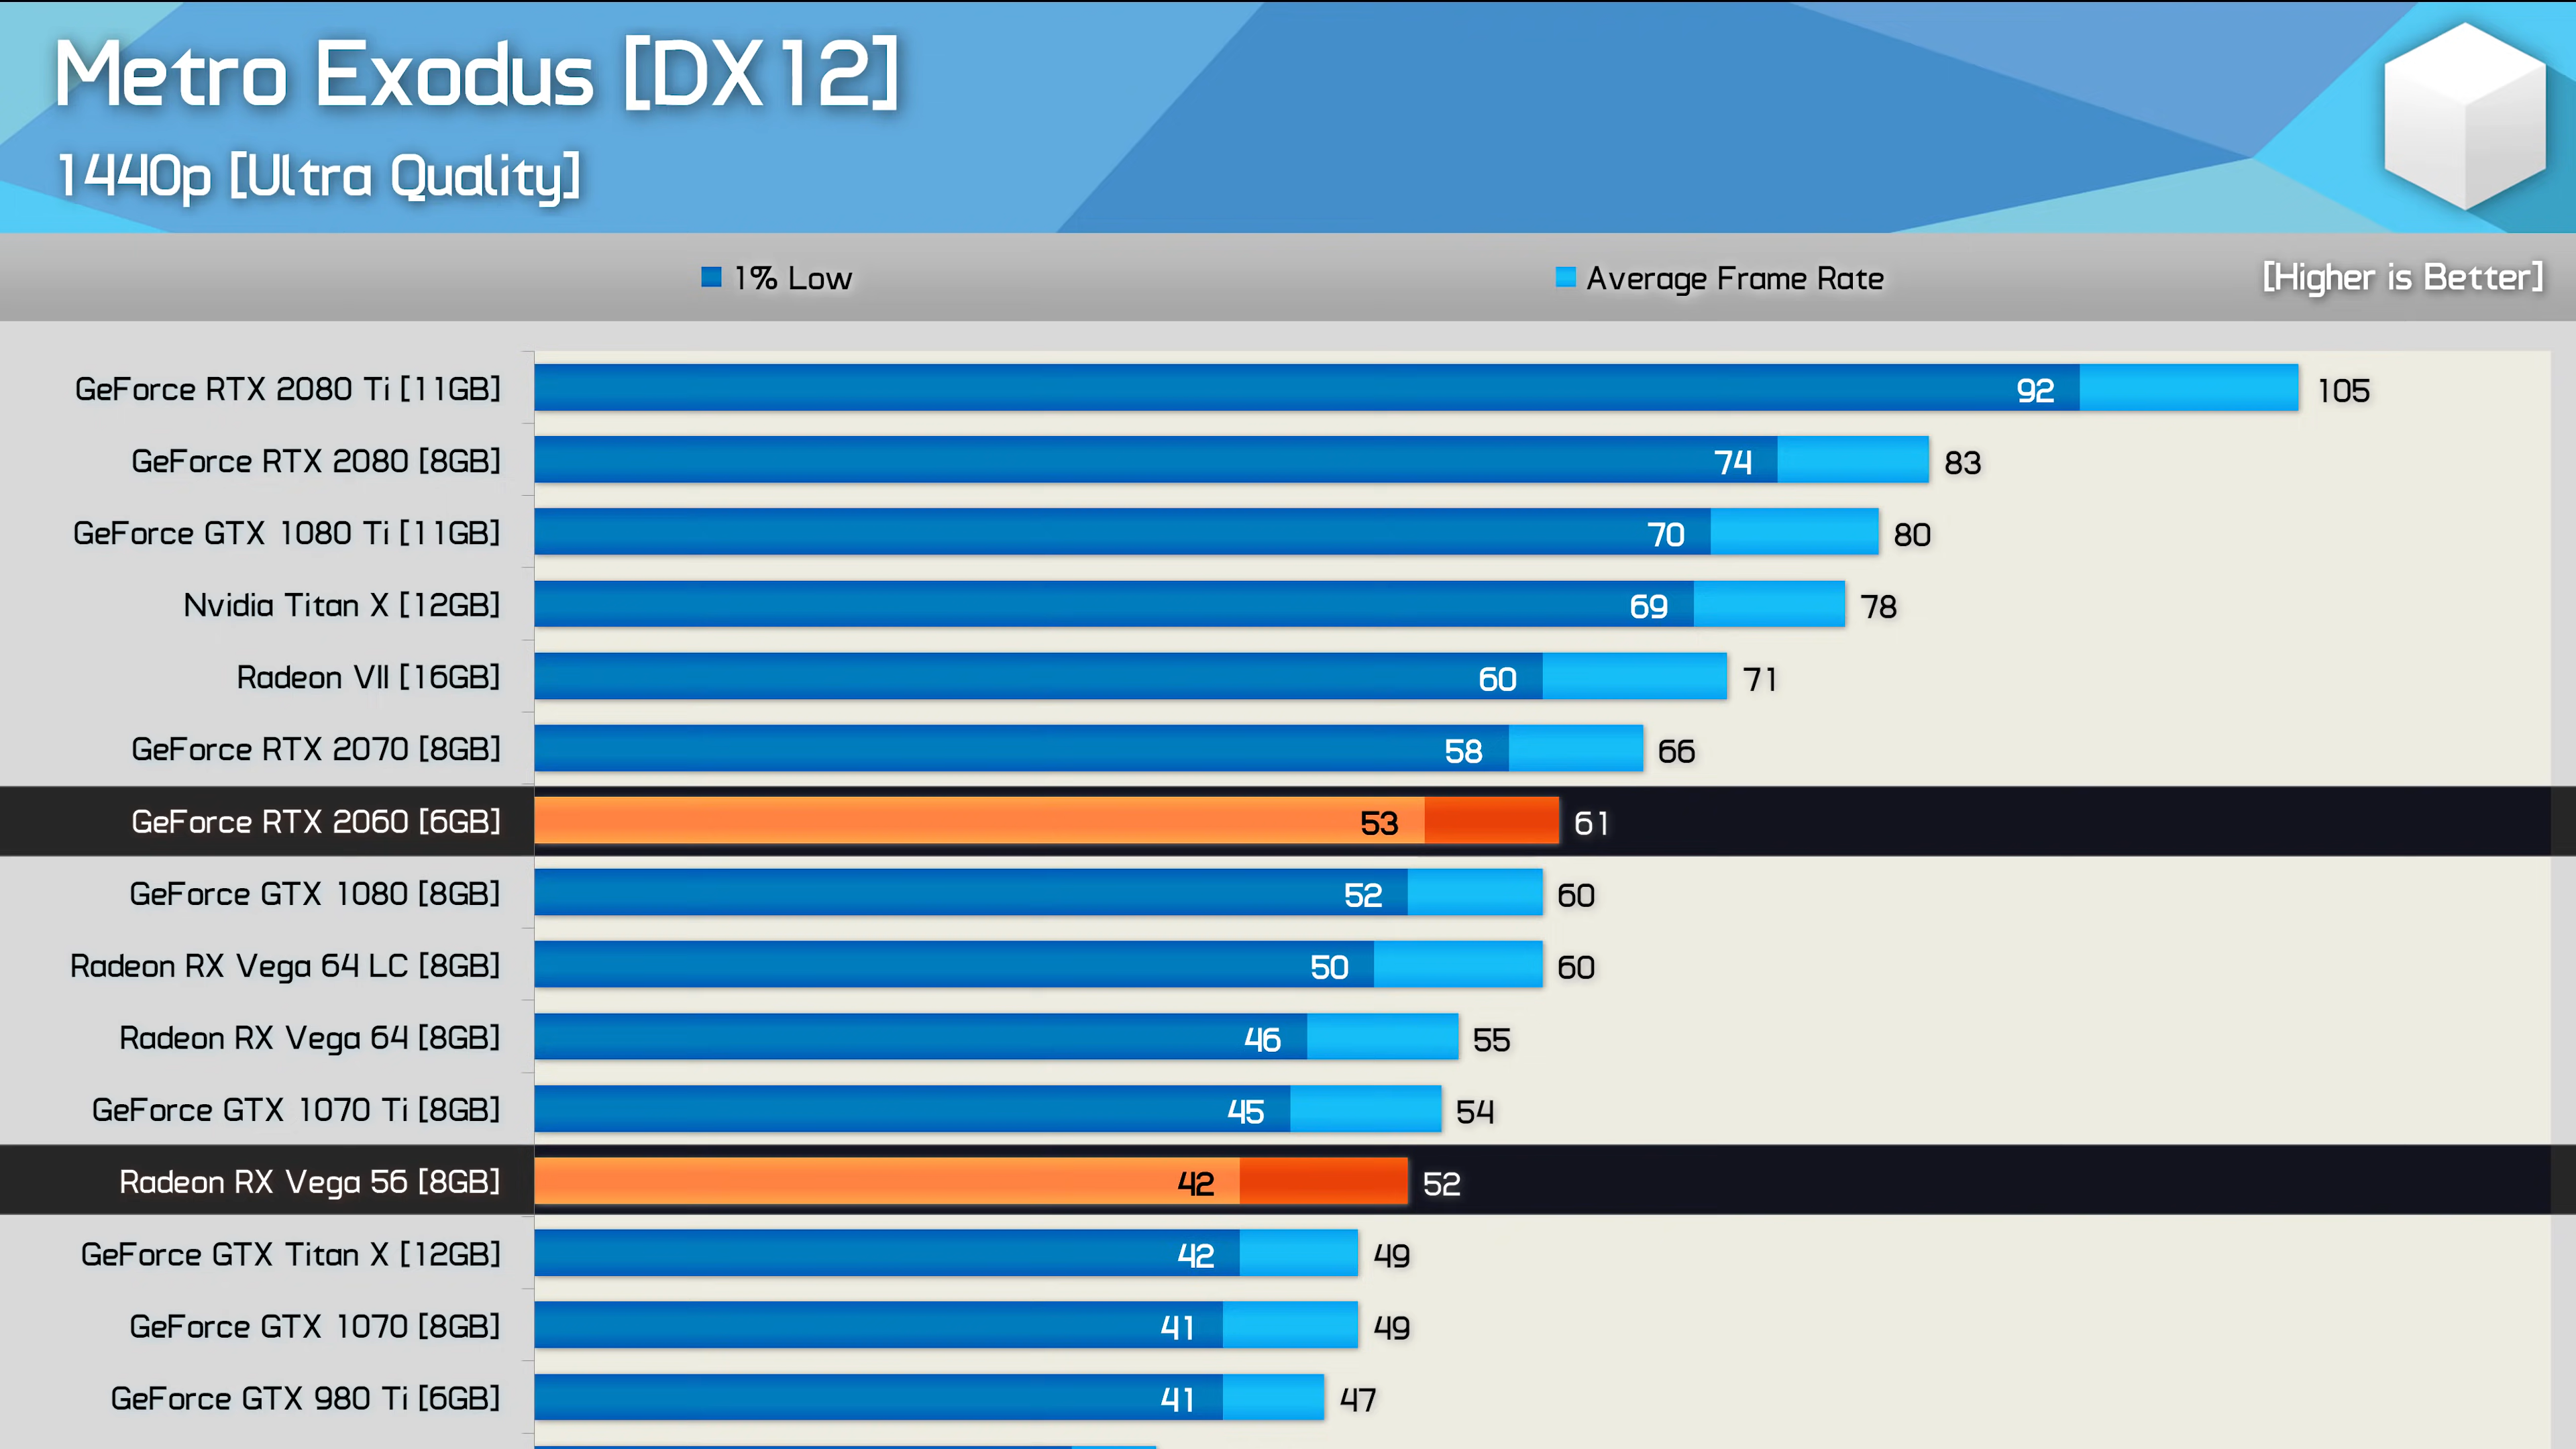 Metro Exodus [DX12]
1440p [Ultra Quality]
1% Low Average Frame Rate [Higher is Better]
GeForce RTX 2080 Ti [11GB] 92 105
GeForce RTX 2080 [8GB] 74 83
GeForce GTX 1080 Ti [11GB] 70 80
Nvidia Titan X [12GB] 69 78
Radeon VII [16GB] 60 71
GeForce RTX 2070 [8GB] 58 66
GeForce RTX 2060 [6GB] 53 61
GeForce GTX 1080 [8GB] 52 60
Radeon RX Vega 64 LC [8GB] 50 60
Radeon RX Vega 64 [8GB] 46 55
GeForce GTX 1070 Ti [8GB] 45 54
Radeon RX Vega 56 [8GB] 42 52
GeForce GTX Titan X [12GB] 42 49
GeForce GTX 1070 [8GB] 41 49
GeForce GTX 980 Ti [6GB] 41 47